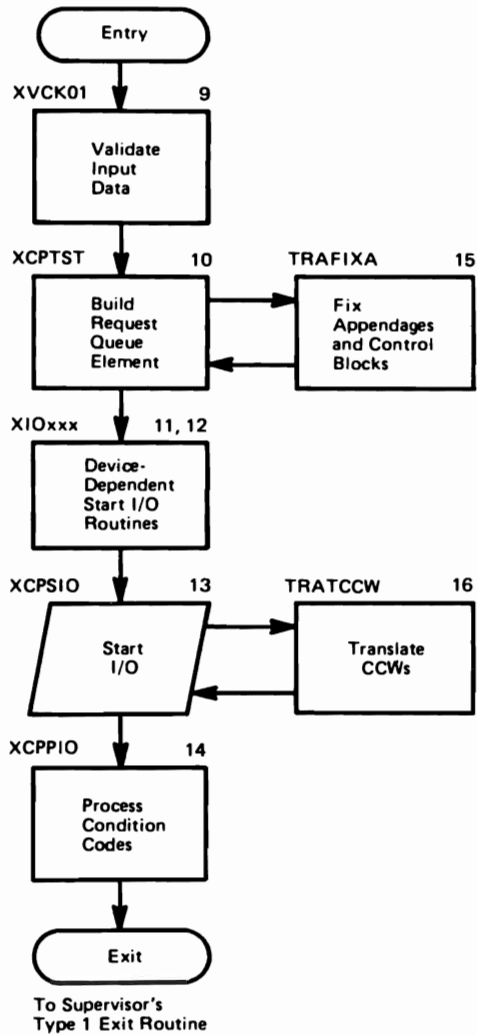 Entry
XVCK01 9
Validate
Input
Data
XCPTST 10
Build
Request
Queue
Element
TRAFIXA 15
Fix
Appendages
and Control
Blocks
XIOxxx 11, 12
Device-
Dependent
Start I/O
Routines
XCPSIO 13
Start
I/O
TRATCCW 16
Translate
CCWs
XCPPIO 14
Process
Condition
Codes
Exit
To Supervisor's
Type 1 Exit Routine